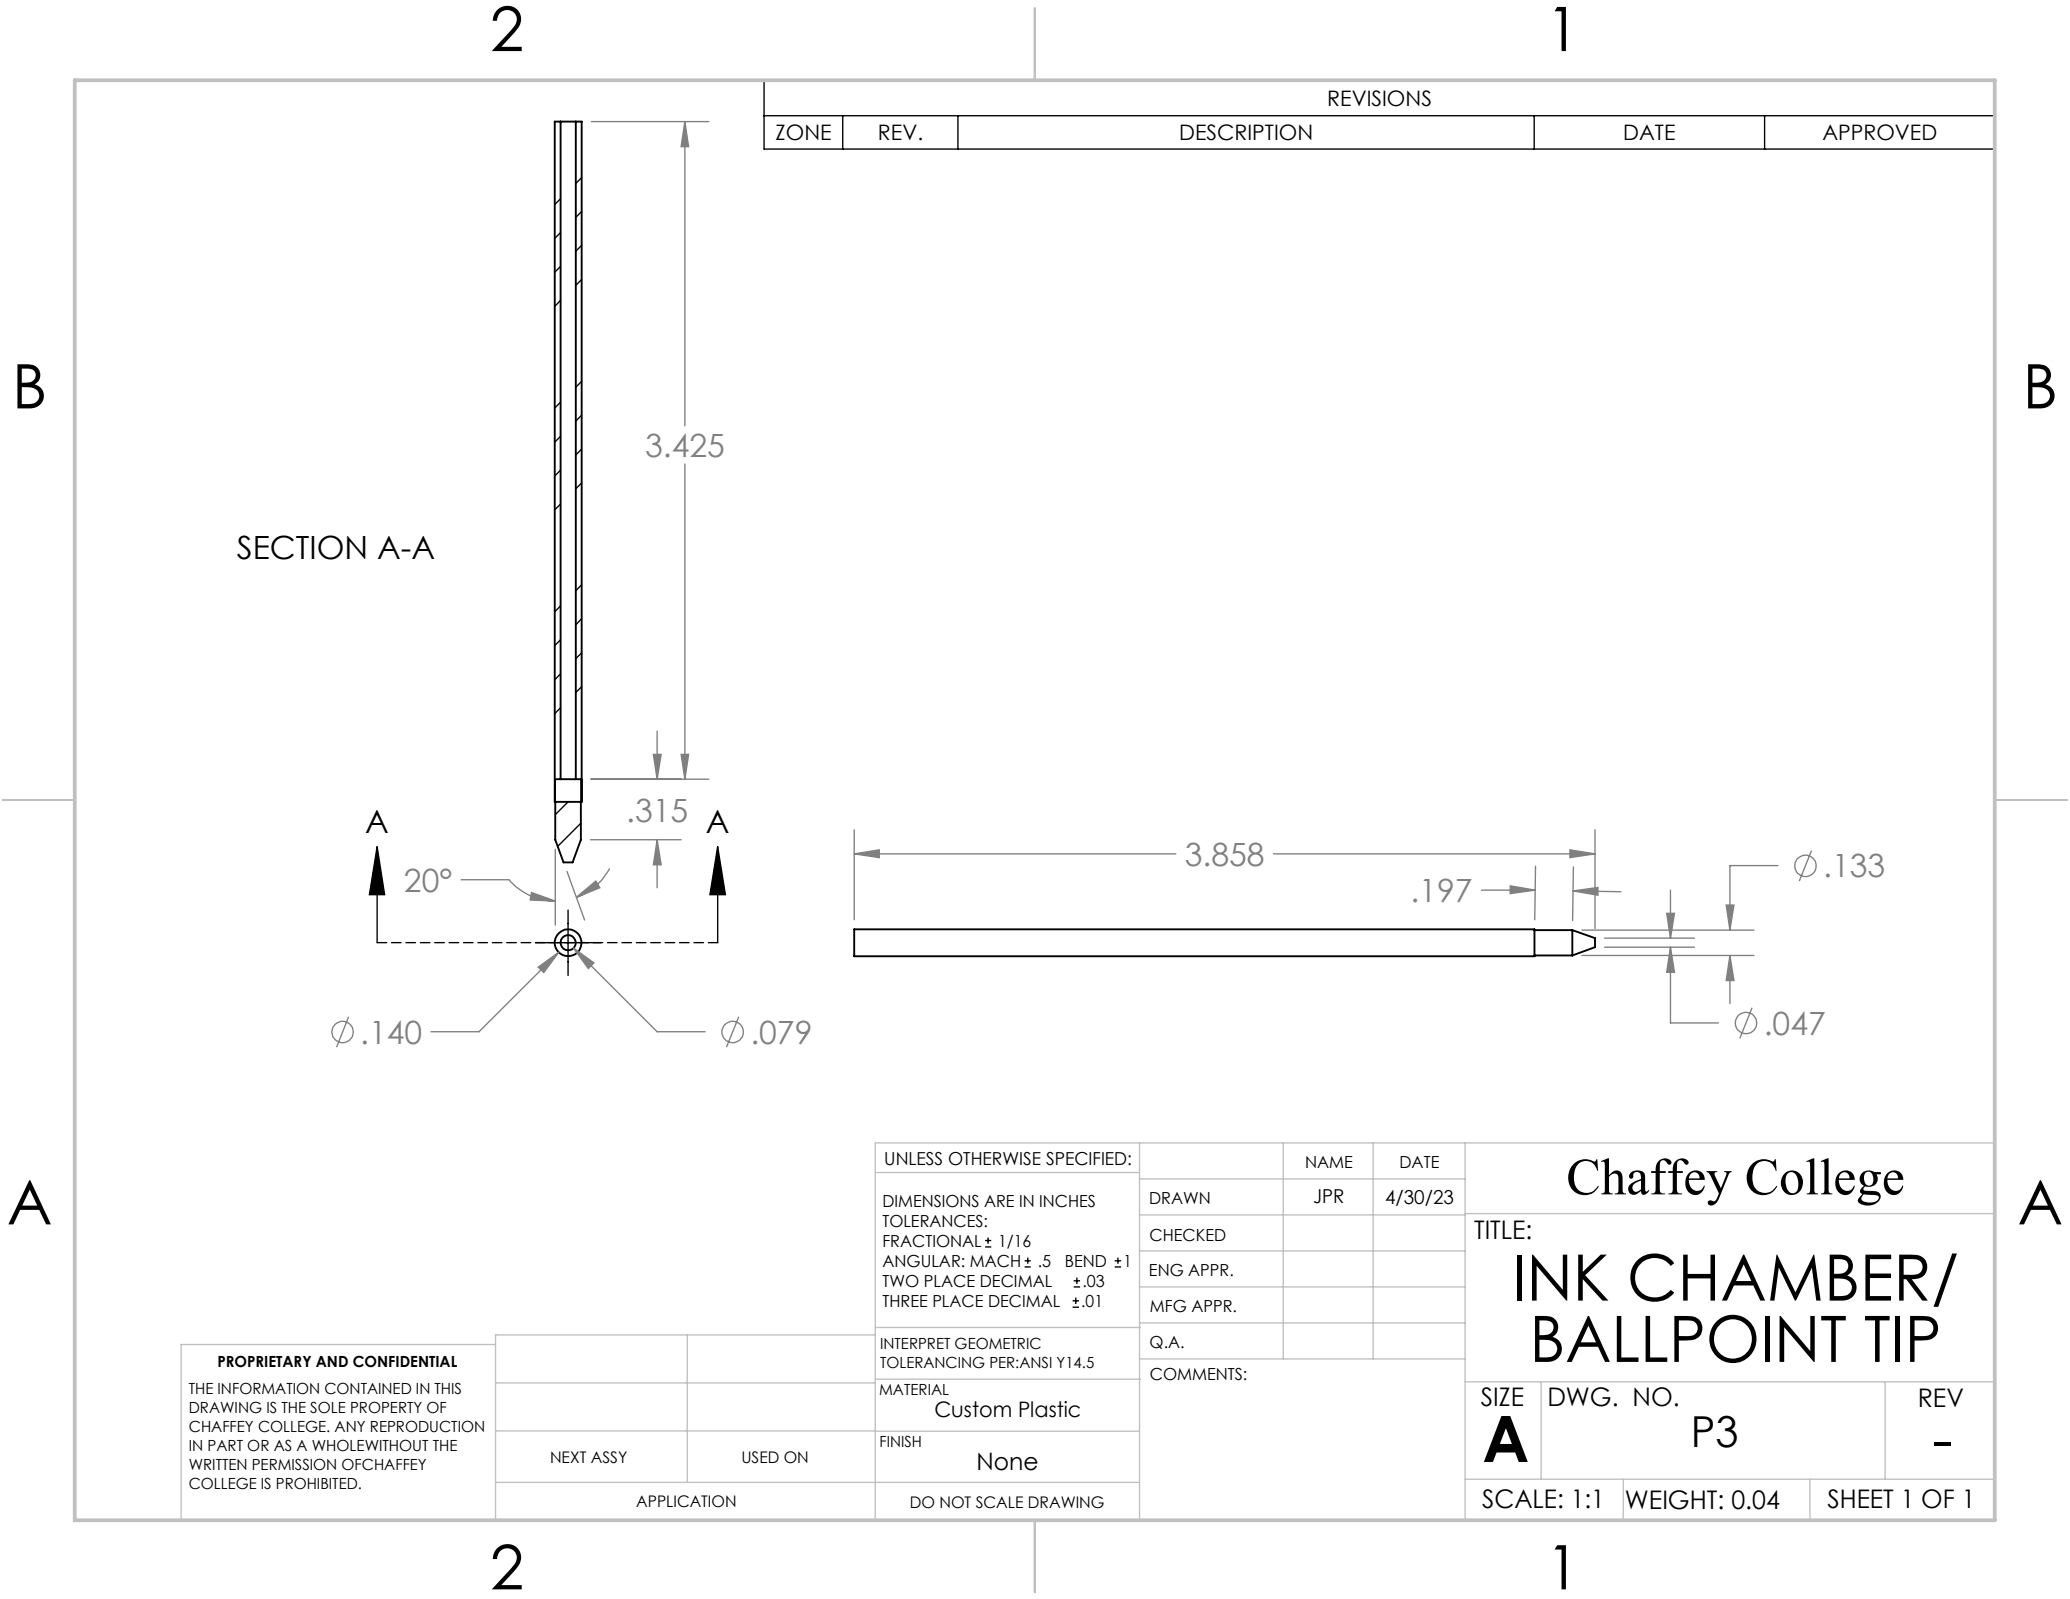 2
1
REVISIONS
ZONE
REV.
DESCRIPTION
DATE
APPROVED
B
B
3.425
SECTION A-A
.315
A
A
20°
3.858
.197
∅.133
∅.140
∅.079
∅.047
A
A
UNLESS OTHERWISE SPECIFIED:
DIMENSIONS ARE IN INCHES
TOLERANCES:
FRACTIONAL ± 1/16
ANGULAR: MACH ± .5 BEND ±1
TWO PLACE DECIMAL ±.03
THREE PLACE DECIMAL ±.01
INTERPRET GEOMETRIC
TOLERANCING PER:ANSI Y14.5
MATERIAL
Custom Plastic
FINISH
None
DO NOT SCALE DRAWING
NAME
DATE
DRAWN
JPR
4/30/23
CHECKED
ENG APPR.
MFG APPR.
Q.A.
COMMENTS:
Chaffey College
TITLE:
INK CHAMBER/
BALLPOINT TIP
SIZE
A
DWG. NO.
P3
REV
-
SCALE: 1:1
WEIGHT: 0.04
SHEET 1 OF 1
PROPRIETARY AND CONFIDENTIAL
THE INFORMATION CONTAINED IN THIS
DRAWING IS THE SOLE PROPERTY OF
CHAFFEY COLLEGE. ANY REPRODUCTION
IN PART OR AS A WHOLEWITHOUT THE
WRITTEN PERMISSION OFCHAFFEY
COLLEGE IS PROHIBITED.
NEXT ASSY
USED ON
APPLICATION
2
1